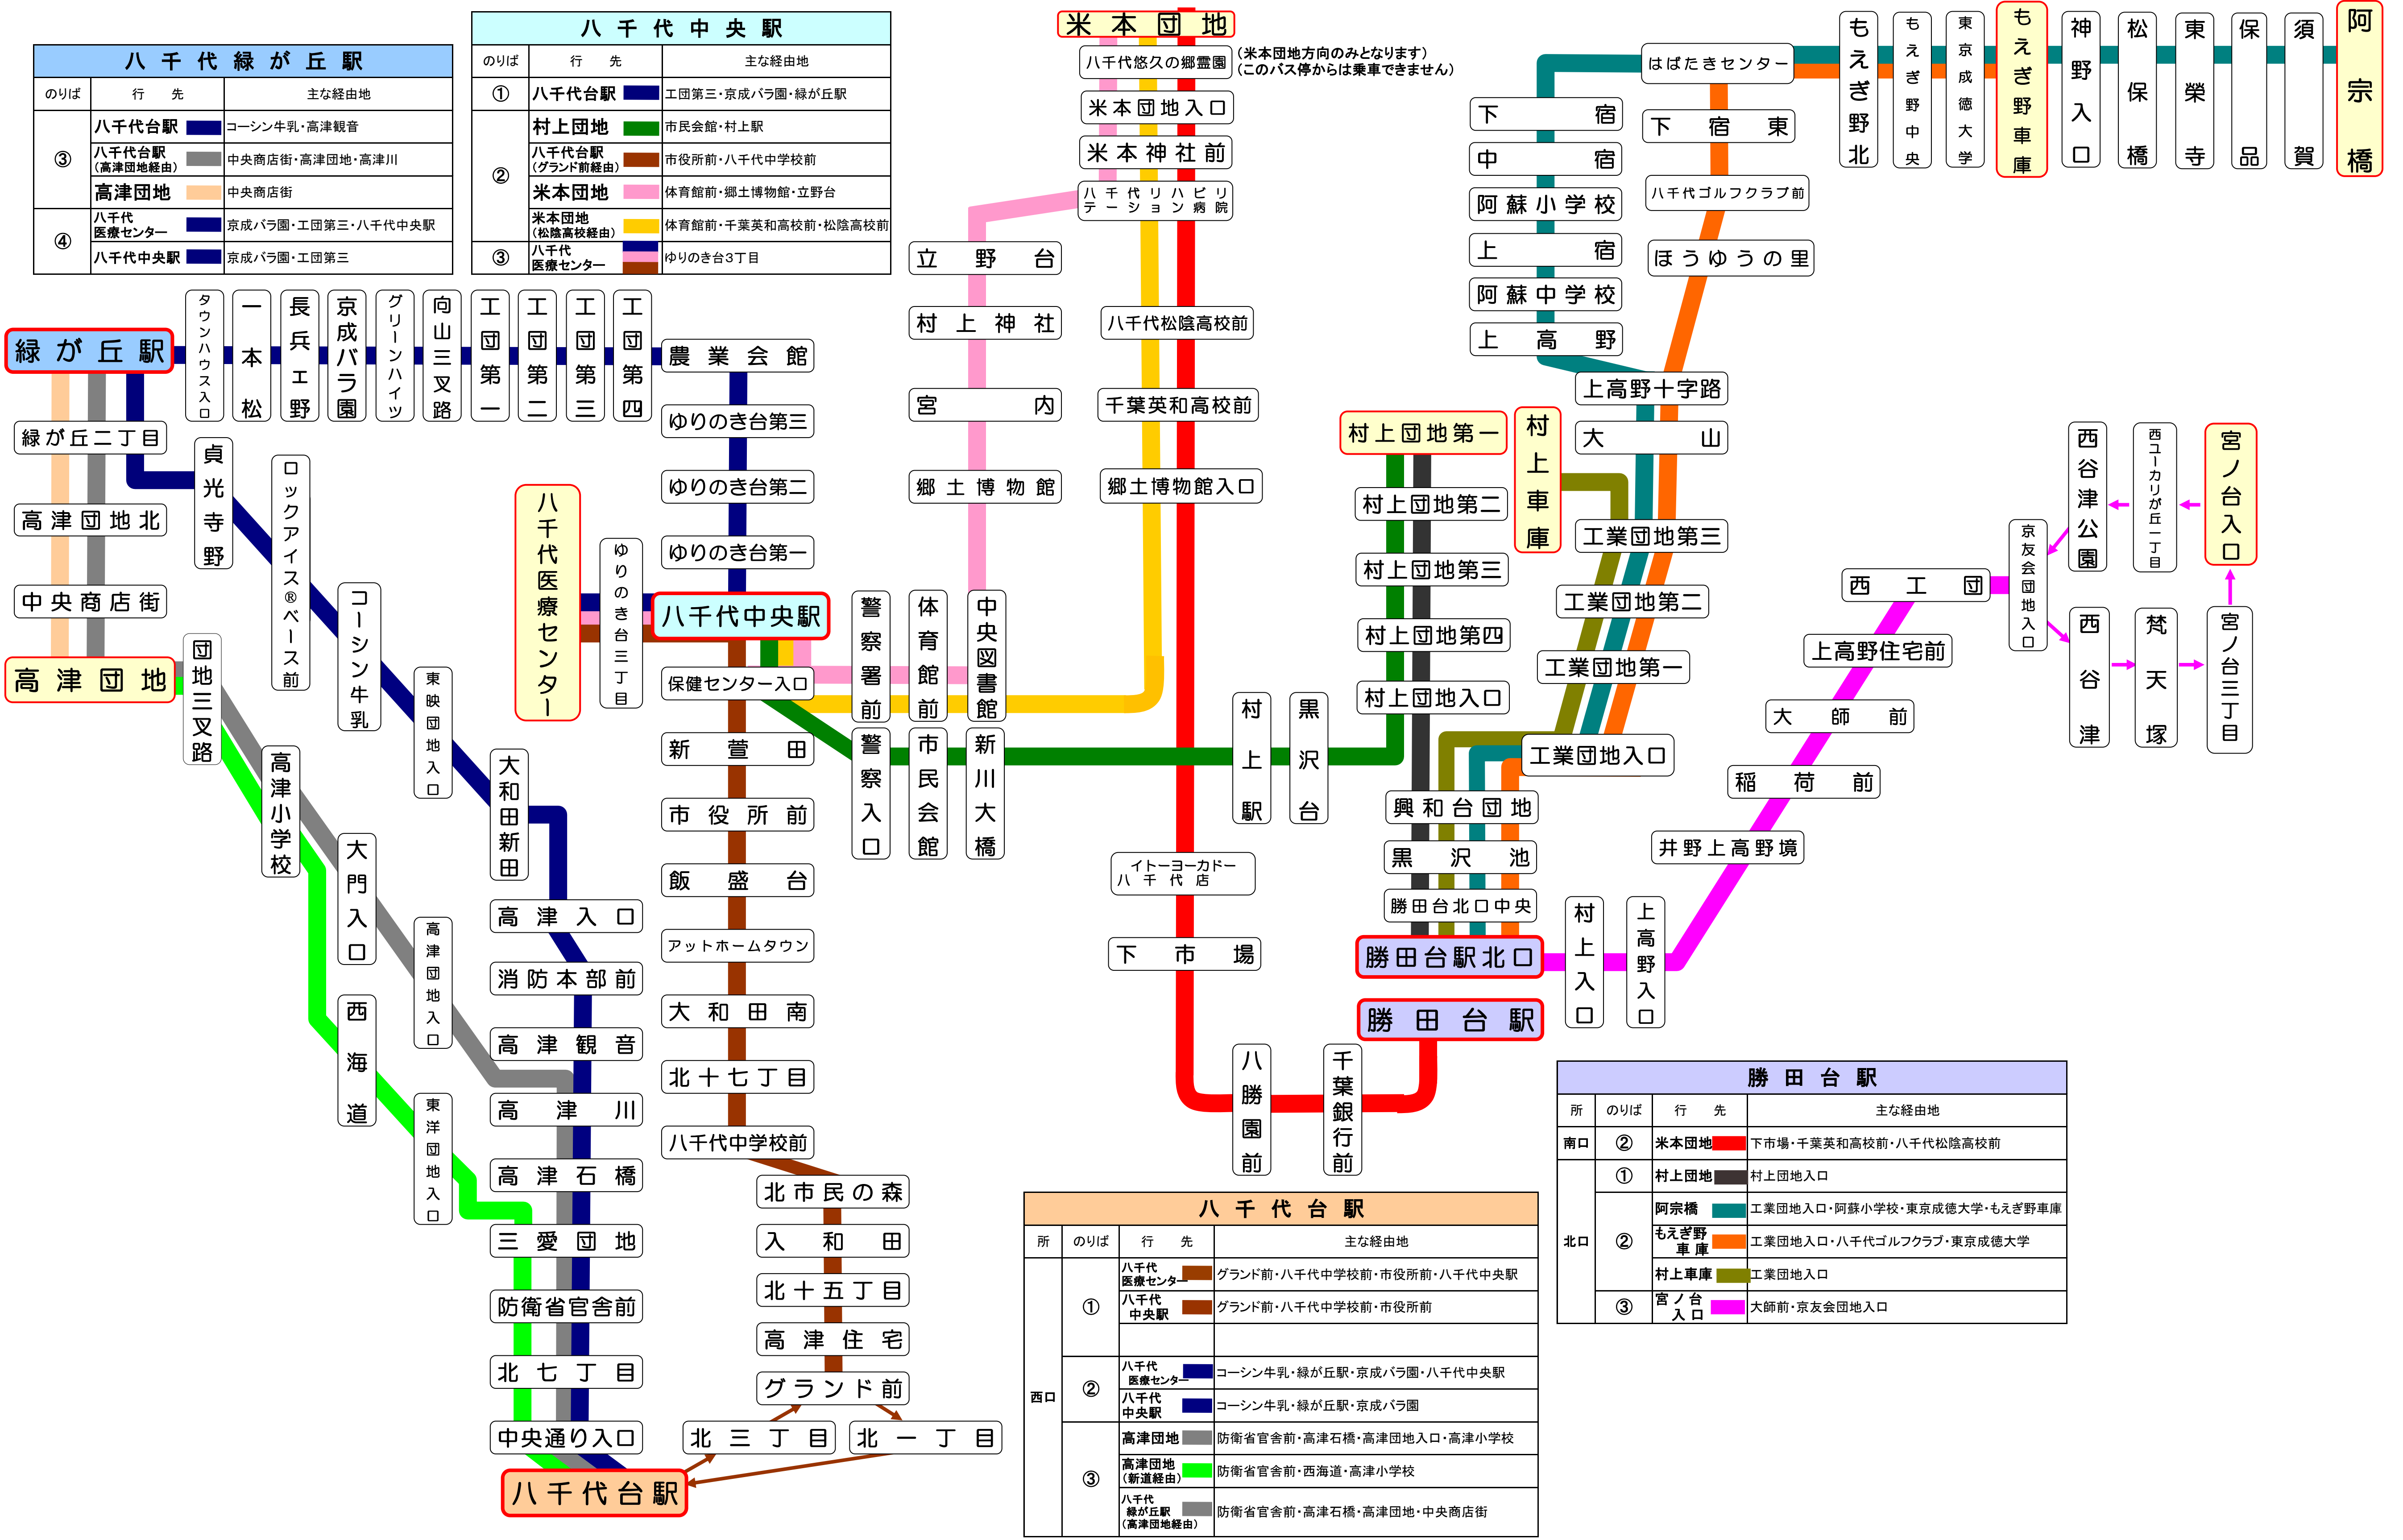 八千代緑が丘駅
のりば 行先 主な経由地
③ 八千代台駅 コーシン牛乳・高津観音
八千代台駅
(高津団地経由) 中央商店街・高津団地・高津川
高津団地 中央商店街
④ 八千代
医療センター 京成バラ園・工団第三・八千代中央駅
八千代中央駅 京成バラ園・工団第三
八千代中央駅
のりば 行先 主な経由地
① 八千代台駅 工団第三・京成バラ園・緑が丘駅
② 村上団地 市民会館・村上駅
八千代台駅
(グランド前経由) 市役所前・八千代中学校前
米本団地 体育館前・郷土博物館・立野台
米本団地
(松陰高校経由) 体育館前・千葉英和高校前・松陰高校前
③ 八千代
医療センター ゆりのき台3丁目
米本団地
八千代悠久の郷霊園
(米本団地方向のみとなります)
(このバス停からは乗車できません)
米本団地入口
米本神社前
八千代リハビリ
テーション病院
立野台
村上神社
宮内
郷土博物館
八千代松陰高校前
千葉英和高校前
郷土博物館入口
はばたきセンター
もえぎ野北
もえぎ野中央
東京成徳大学
もえぎ野車庫
神野入口
松保橋
東榮寺
保品
須賀
阿宗橋
下宿
中宿
阿蘇小学校
上宿
阿蘇中学校
上高野
下宿東
八千代ゴルフクラブ前
ほうゆうの里
上高野十字路
大山
工業団地第三
工業団地第二
工業団地第一
工業団地入口
村上車庫
村上団地第一
村上団地第二
村上団地第三
村上団地第四
村上団地入口
興和台団地
黒沢池
勝田台北口中央
勝田台駅北口
勝田台駅
緑が丘駅
タウンハウス入口
一本松
長兵エ野
京成バラ園
グリーンハイツ
向山三叉路
工団第一
工団第二
工団第三
工団第四
農業会館
ゆりのき台第三
ゆりのき台第二
ゆりのき台第一
八千代中央駅
ゆりのき台三丁目
八千代医療センター
緑が丘二丁目
高津団地北
中央商店街
高津団地
貞光寺野
ロックアイス®ベース前
コーシン牛乳
東映団地入口
大和田新田
高津入口
消防本部前
高津観音
高津川
高津石橋
三愛団地
防衛省官舎前
北七丁目
中央通り入口
八千代台駅
団地三叉路
高津小学校
大門入口
高津団地入口
西海道
東洋団地入口
保健センター入口
新萱田
市役所前
飯盛台
アットホームタウン
大和田南
北十七丁目
八千代中学校前
北市民の森
入和田
北十五丁目
高津住宅
グランド前
北三丁目
北一丁目
警察署前
体育館前
中央図書館
警察入口
市民会館
新川大橋
村上駅
黒沢台
イトーヨーカドー
八千代店
下市場
八勝園前
千葉銀行前
村上入口
上高野入口
井野上高野境
稲荷前
大師前
上高野住宅前
西工団
京友会団地入口
西谷津公園
西ユーカリが丘一丁目
宮ノ台入口
西谷津
梵天塚
宮ノ台三丁目
勝田台駅
所 のりば 行先 主な経由地
南口 ② 米本団地 下市場・千葉英和高校前・八千代松陰高校前
北口 ① 村上団地 村上団地入口
② 阿宗橋 工業団地入口・阿蘇小学校・東京成徳大学・もえぎ野車庫
もえぎ野
車庫 工業団地入口・八千代ゴルフクラブ・東京成徳大学
村上車庫 工業団地入口
③ 宮ノ台
入口 大師前・京友会団地入口
八千代台駅
所 のりば 行先 主な経由地
西口 ① 八千代
医療センター グランド前・八千代中学校前・市役所前・八千代中央駅
八千代
中央駅 グランド前・八千代中学校前・市役所前
② 八千代
医療センター コーシン牛乳・緑が丘駅・京成バラ園・八千代中央駅
八千代
中央駅 コーシン牛乳・緑が丘駅・京成バラ園
③ 高津団地 防衛省官舎前・高津石橋・高津団地入口・高津小学校
高津団地
(新道経由) 防衛省官舎前・西海道・高津小学校
八千代
緑が丘駅
(高津団地経由) 防衛省官舎前・高津石橋・高津団地・中央商店街